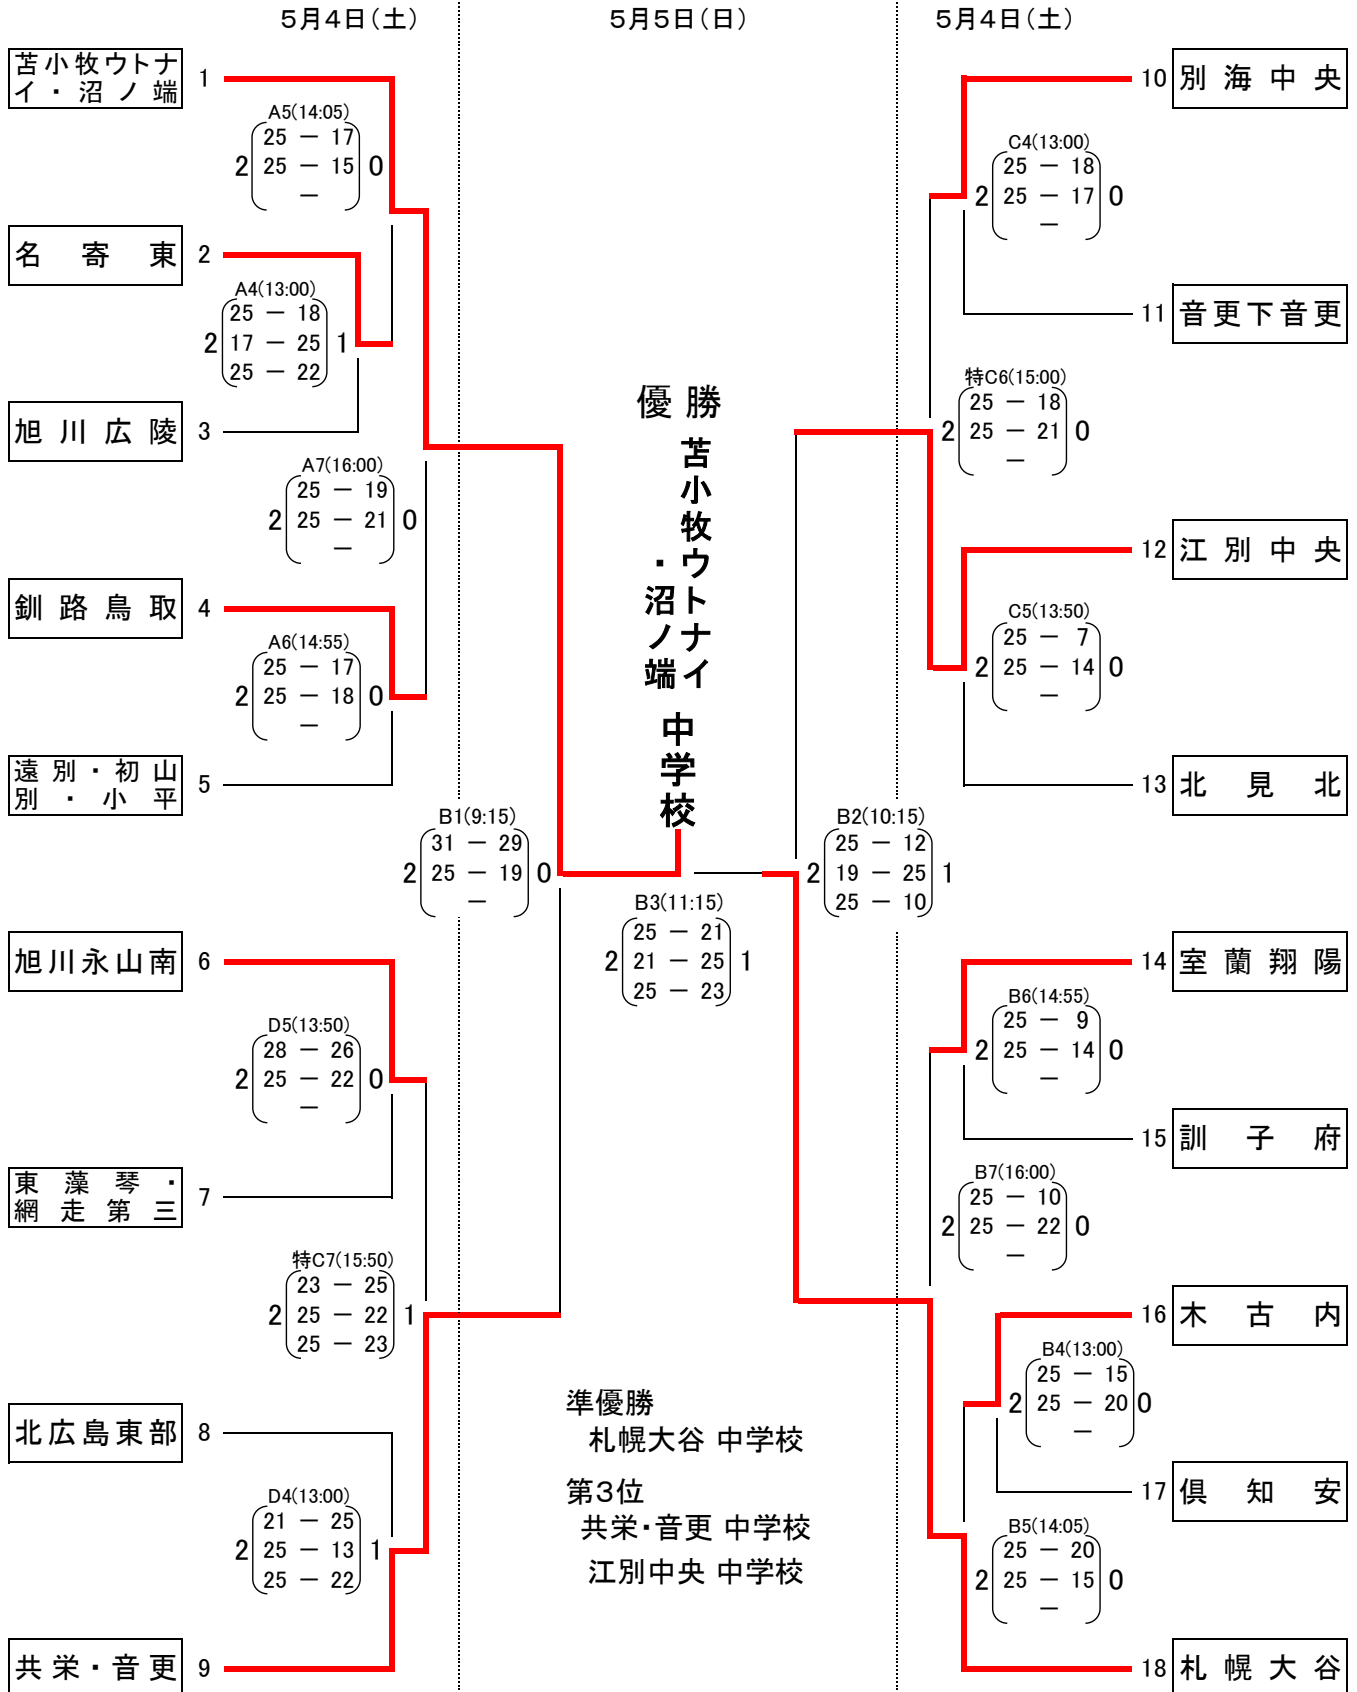 5月4日(土)
5月5日(日)
5月4日(土)
苫小牧ウトナ
イ・沼ノ端
1
A5(14:05)
2
25 － 17
25 － 15
－
0
名寄東
2
A4(13:00)
2
25 － 18
17 － 25
25 － 22
1
旭川広陵
3
A7(16:00)
2
25 － 19
25 － 21
－
0
釧路鳥取
4
A6(14:55)
2
25 － 17
25 － 18
－
0
遠別・初山
別・小平
5
B1(9:15)
2
31 － 29
25 － 19
－
0
旭川永山南
6
D5(13:50)
2
28 － 26
25 － 22
－
0
東藻琴・
網走第三
7
特C7(15:50)
2
23 － 25
25 － 22
25 － 23
1
北広島東部
8
D4(13:00)
2
21 － 25
25 － 13
25 － 22
1
共栄・音更
9
優勝
苫小牧ウトナイ
・沼ノ端
中学校
B3(11:15)
2
25 － 21
21 － 25
25 － 23
1
準優勝
札幌大谷 中学校
第3位
共栄・音更 中学校
江別中央 中学校
10
別海中央
C4(13:00)
2
25 － 18
25 － 17
－
0
11
音更下音更
特C6(15:00)
2
25 － 18
25 － 21
－
0
12
江別中央
C5(13:50)
2
25 － 7
25 － 14
－
0
13
北見北
B2(10:15)
2
25 － 12
19 － 25
25 － 10
1
14
室蘭翔陽
B6(14:55)
2
25 － 9
25 － 14
－
0
15
訓子府
B7(16:00)
2
25 － 10
25 － 22
－
0
16
木古内
B4(13:00)
2
25 － 15
25 － 20
－
0
17
倶知安
B5(14:05)
2
25 － 20
25 － 15
－
0
18
札幌大谷